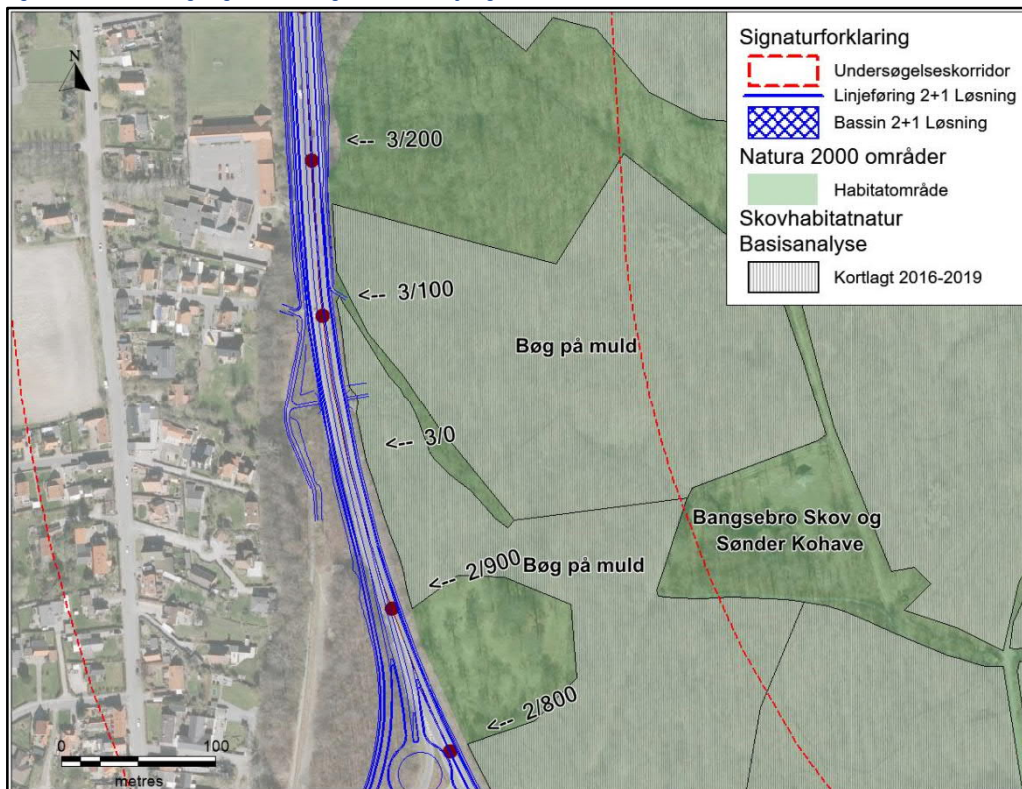 N
Signaturforklaring
Undersøgelseskorridor
Linjeføring 2+1 Løsning
Bassin 2+1 Løsning
Natura 2000 områder
Habitatområde
Skovhabitatnatur
Basisanalyse
Kortlagt 2016-2019
<-- 3/200
<-- 3/100
Bøg på muld
<-- 3/0
Bangsebro Skov og
Sønder Kohave
<-- 2/900
Bøg på muld
<-- 2/800
0 100
metres